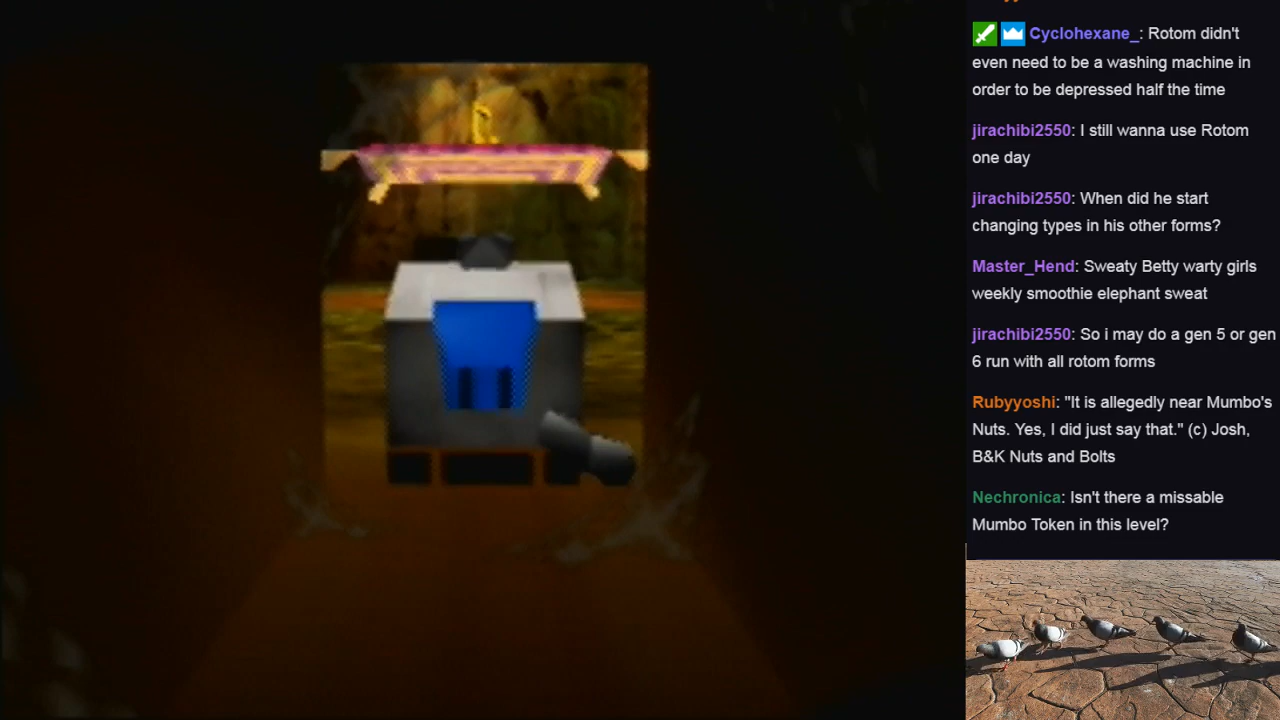 Cyclohexane_: Rotom didn't
even need to be a washing machine in
order to be depressed half the time
jirachibi2550: I still wanna use Rotom
one day
jirachibi2550: When did he start
changing types in his other forms?
Master_Hend: Sweaty Betty warty girls
weekly smoothie elephant sweat
jirachibi2550: So i may do a gen 5 or gen
6 run with all rotom forms
Rubyyoshi: "It is allegedly near Mumbo's
Nuts. Yes, I did just say that." (c) Josh,
B&K Nuts and Bolts
Nechronica: Isn't there a missable
Mumbo Token in this level?